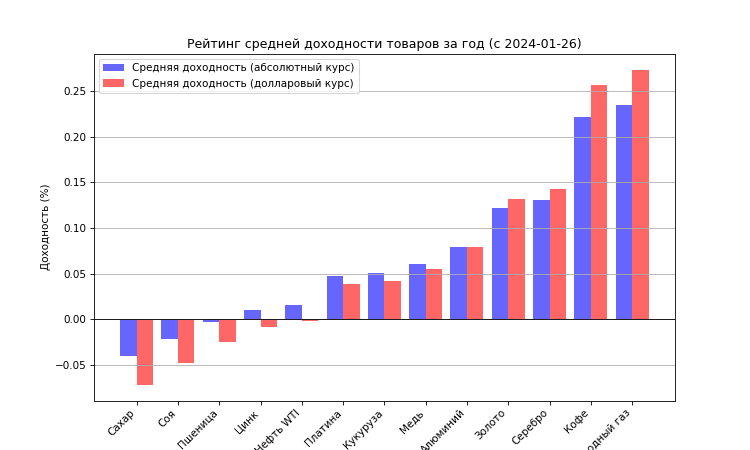 Рейтинг средней доходности товаров за год (с 2024-01-26)
Средняя доходность (абсолютный курс)
Средняя доходность (долларовый курс)
Доходность (%)
0.25
0.20
0.15
0.10
0.05
0.00
−0.05
Сахар
Соя
Пшеница
Цинк
Нефть WTI
Платина
Кукуруза
Медь
Алюминий
Золото
Серебро
Кофе
газ